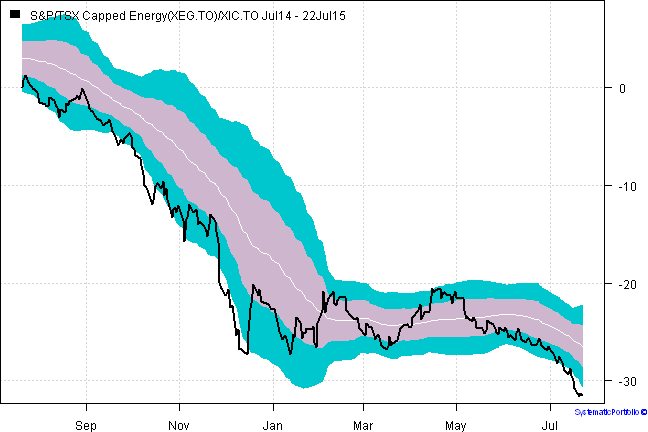 S&P/TSX Capped Energy(XEG.TO)/XIC.TO Jul14 - 22Jul15
0
-10
-20
-30
Sep Nov Jan Mar May Jul
SystematicPortfolio ©